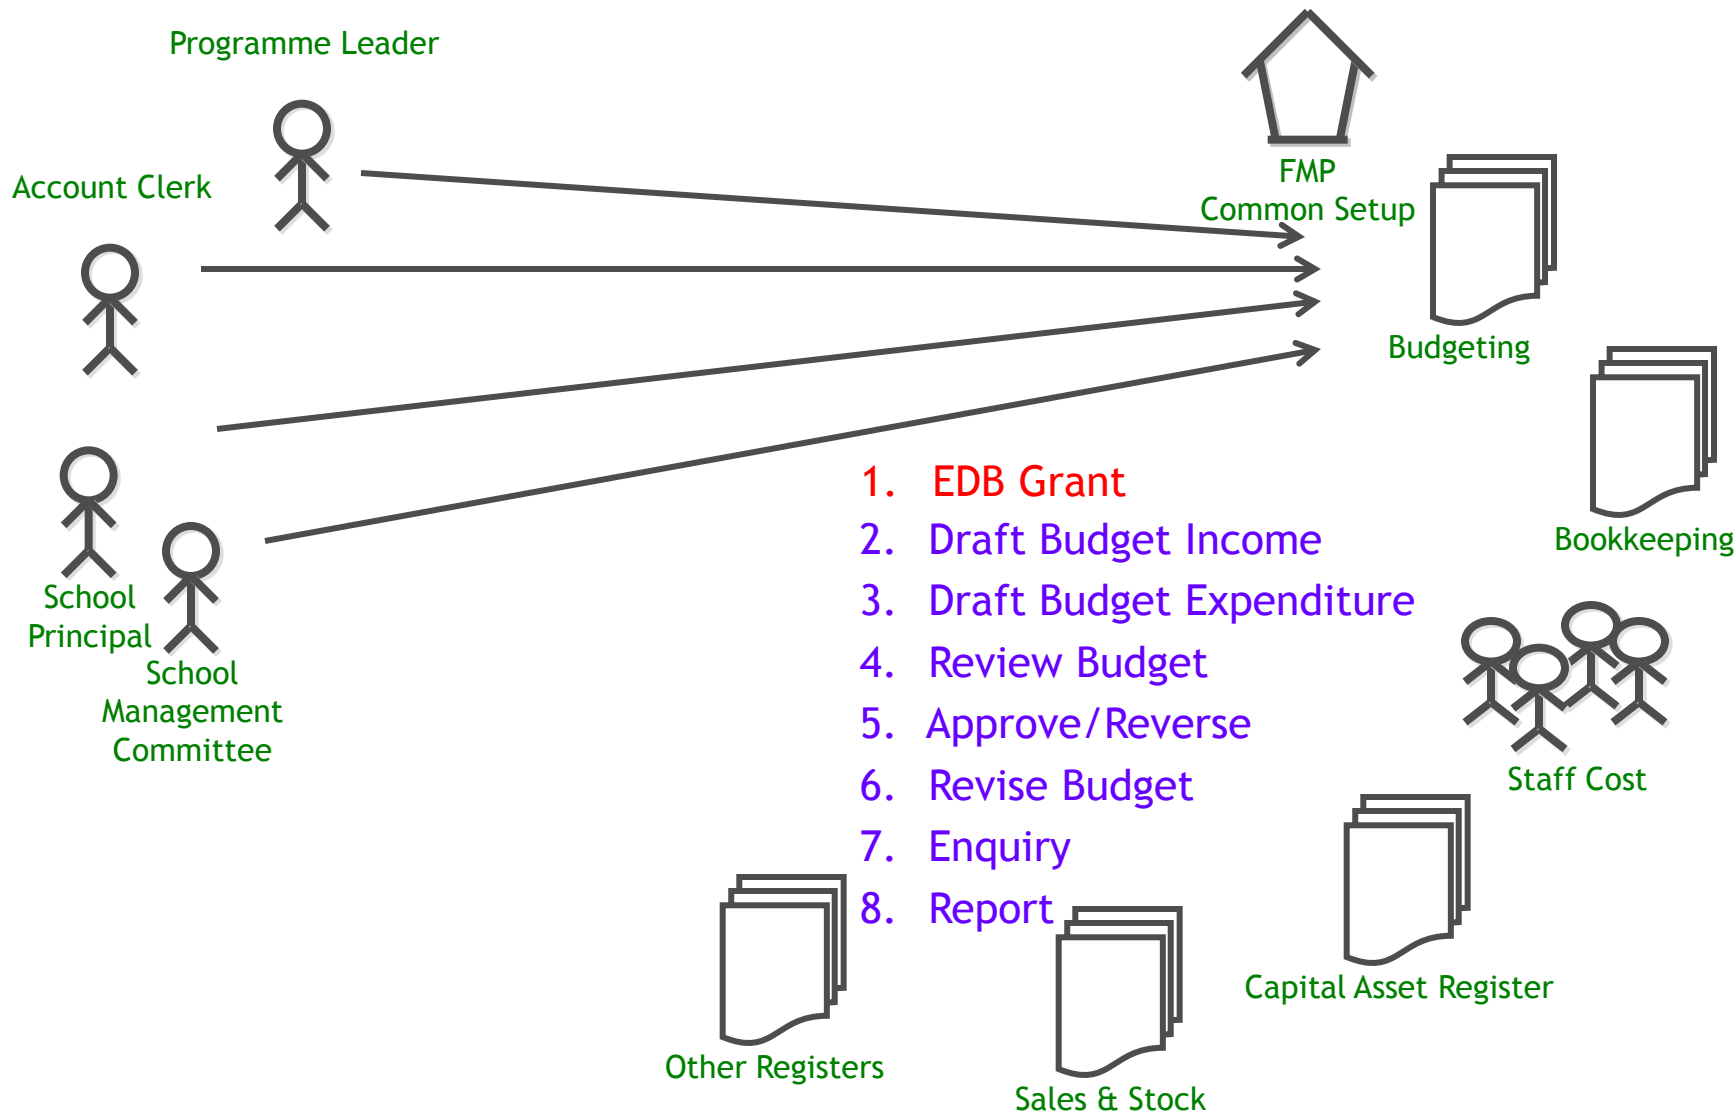 Programme Leader
Account Clerk
FMP
Common Setup
Budgeting
Bookkeeping
1. EDB Grant
2. Draft Budget Income
3. Draft Budget Expenditure
4. Review Budget
5. Approve/Reverse
6. Revise Budget
7. Enquiry
8. Report
School
Principal
School
Management
Committee
Staff Cost
Capital Asset Register
Other Registers
Sales & Stock